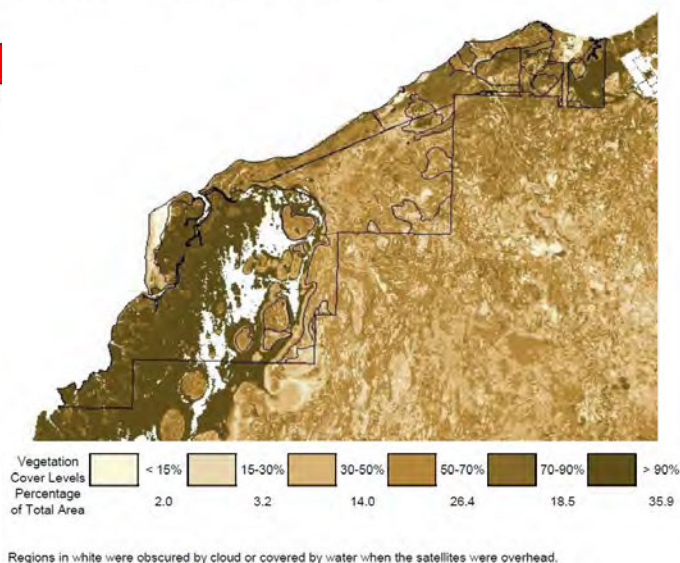 Vegetation
Cover Levels
< 15% 15-30% 30-50% 50-70% 70-90% > 90%
Percentage
of Total Area
2.0 3.2 14.0 26.4 18.5 35.9
Regions in white were obscured by cloud or covered by water when the satellites were overhead.